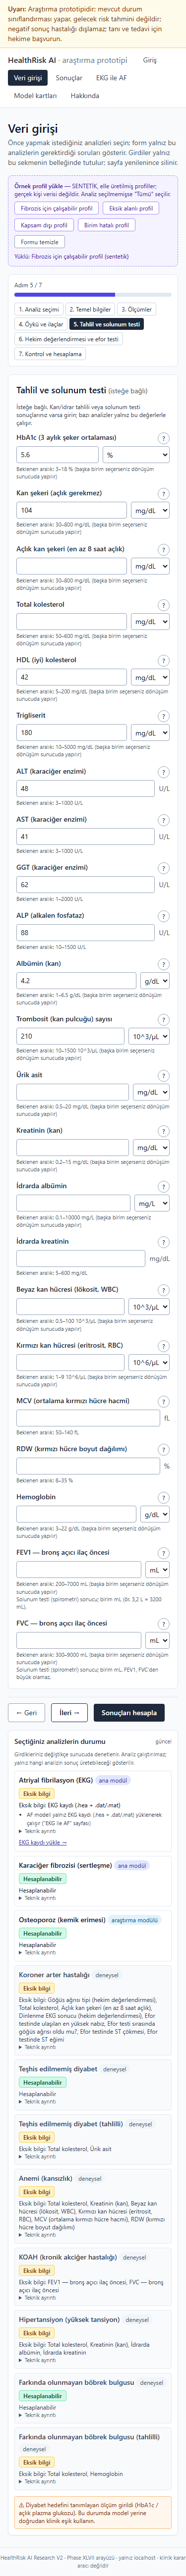 Uyarı: Araştırma prototipidir; mevcut durum
sınıflandırması yapar, gelecek risk tahmini değildir;
negatif sonuç hastalığı dışlamaz; tanı ve tedavi için
hekime başvurun.
HealthRisk AI · araştırma prototipi
Giriş
Veri girişi
Sonuçlar
EKG ile AF
Model kartları
Hakkında
Veri girişi
Önce yapmak istediğiniz analizleri seçin; form yalnız bu
analizlerin gerektirdiği soruları gösterir. Girdiler yalnız
bu sekmenin belleğinde tutulur; sayfa yenilenince silinir.
Örnek profil yükle — SENTETİK, elle üretilmiş profiller;
gerçek kişi verisi değildir. Analiz seçilmemişse "Tümü" seçilir.
Fibrozis için çalışabilir profil
Eksik alanlı profil
Kapsam dışı profil
Birim hatalı profil
Formu temizle
Yüklü: Fibrozis için çalışabilir profil (sentetik)
Adım 5 / 7
1. Analiz seçimi
2. Temel bilgiler
3. Ölçümler
4. Öykü ve ilaçlar
5. Tahlil ve solunum testi
6. Hekim değerlendirmesi ve efor testi
7. Kontrol ve hesaplama
Tahlil ve solunum testi (isteğe bağlı)
İsteğe bağlı. Kan/idrar tahlili veya solunum testi
sonuçlarınız varsa girin; bazı analizler yalnız bu değerlerle
çalışır.
HbA1c (3 aylık şeker ortalaması)
?
5.6
%
Beklenen aralık: 3–18 % (başka birim seçerseniz dönüşüm
sunucuda yapılır)
Kan şekeri (açlık gerekmez)
?
104
mg/dL
Beklenen aralık: 30–800 mg/dL (başka birim seçerseniz
dönüşüm sunucuda yapılır)
Açlık kan şekeri (en az 8 saat açlık)
?
mg/dL
Beklenen aralık: 30–800 mg/dL (başka birim seçerseniz
dönüşüm sunucuda yapılır)
Total kolesterol
?
mg/dL
Beklenen aralık: 50–600 mg/dL (başka birim seçerseniz
dönüşüm sunucuda yapılır)
HDL (iyi) kolesterol
?
42
mg/dL
Beklenen aralık: 5–200 mg/dL (başka birim seçerseniz
dönüşüm sunucuda yapılır)
Trigliserit
?
180
mg/dL
Beklenen aralık: 10–5000 mg/dL (başka birim seçerseniz
dönüşüm sunucuda yapılır)
ALT (karaciğer enzimi)
?
48
U/L
Beklenen aralık: 3–1000 U/L
AST (karaciğer enzimi)
?
41
U/L
Beklenen aralık: 3–1000 U/L
GGT (karaciğer enzimi)
?
62
U/L
Beklenen aralık: 1–2000 U/L
ALP (alkalen fosfataz)
?
88
U/L
Beklenen aralık: 10–1500 U/L
Albümin (kan)
?
4.2
g/dL
Beklenen aralık: 1–6.5 g/dL (başka birim seçerseniz dönüşüm
sunucuda yapılır)
Trombosit (kan pulcuğu) sayısı
?
210
10^3/µL
Beklenen aralık: 10–1500 10^3/µL (başka birim seçerseniz
dönüşüm sunucuda yapılır)
Ürik asit
?
mg/dL
Beklenen aralık: 0.5–20 mg/dL (başka birim seçerseniz
dönüşüm sunucuda yapılır)
Kreatinin (kan)
?
mg/dL
Beklenen aralık: 0.2–15 mg/dL (başka birim seçerseniz
dönüşüm sunucuda yapılır)
İdrarda albümin
?
mg/L
Beklenen aralık: 0.1–10000 mg/L (başka birim seçerseniz
dönüşüm sunucuda yapılır)
İdrarda kreatinin
?
mg/dL
Beklenen aralık: 5–600 mg/dL
Beyaz kan hücresi (lökosit, WBC)
?
10^3/µ
Beklenen aralık: 0.5–100 10^3/µL (başka birim seçerseniz
dönüşüm sunucuda yapılır)
Kırmızı kan hücresi (eritrosit, RBC)
?
10^6/µ
Beklenen aralık: 1–9 10^6/µL (başka birim seçerseniz
dönüşüm sunucuda yapılır)
MCV (ortalama kırmızı hücre hacmi)
?
fL
Beklenen aralık: 50–140 fL
RDW (kırmızı hücre boyut dağılımı)
?
%
Beklenen aralık: 8–35 %
Hemoglobin
?
g/dL
Beklenen aralık: 3–22 g/dL (başka birim seçerseniz dönüşüm
sunucuda yapılır)
FEV1 — bronş açıcı ilaç öncesi
?
mL
Beklenen aralık: 200–7000 mL (başka birim seçerseniz
dönüşüm sunucuda yapılır)
Solunum testi (spirometri) sonucu; birim mL (ör. 3,2 L = 3200
mL).
FVC — bronş açıcı ilaç öncesi
?
mL
Beklenen aralık: 300–9000 mL (başka birim seçerseniz
dönüşüm sunucuda yapılır)
Solunum testi (spirometri) sonucu; birim mL. FEV1, FVC'den
büyük olamaz.
← Geri
İleri →
Sonuçları hesapla
Seçtiğiniz analizlerin durumu
güncel
Girdikleriniz değiştikçe sunucuda denetlenir. Analiz çalıştırmaz;
yalnız hangi analizin sonuç üretebileceği gösterilir.
Atriyal fibrilasyon (EKG) ana modül
Eksik bilgi
Eksik bilgi: EKG kaydı (.hea + .dat/.mat)
• AF modeli yalnız EKG kaydı (.hea + .dat/.mat) yüklenerek
çalışır ("EKG ile AF" sayfası)
▸ Teknik ayrıntı
EKG kaydı yükle →
Karaciğer fibrozisi (sertleşme) ana modül
Hesaplanabilir
Hesaplanabilir
▸ Teknik ayrıntı
Osteoporoz (kemik erimesi) araştırma modülü
Hesaplanabilir
Hesaplanabilir
▸ Teknik ayrıntı
Koroner arter hastalığı deneysel
Eksik bilgi
Eksik bilgi: Göğüs ağrısı tipi (hekim değerlendirmesi),
Total kolesterol, Açlık kan şekeri (en az 8 saat açlık),
Dinlenme EKG sonucu (hekim değerlendirmesi), Efor
testinde ulaşılan en yüksek nabız, Efor testi sırasında
göğüs ağrısı oldu mu?, Efor testinde ST çökmesi, Efor
testinde ST eğimi
▸ Teknik ayrıntı
Teşhis edilmemiş diyabet deneysel
Hesaplanabilir
Hesaplanabilir
▸ Teknik ayrıntı
Teşhis edilmemiş diyabet (tahlilli) deneysel
Eksik bilgi
Eksik bilgi: Total kolesterol, Ürik asit
▸ Teknik ayrıntı
Anemi (kansızlık) deneysel
Eksik bilgi
Eksik bilgi: Total kolesterol, Kreatinin (kan), Beyaz kan
hücresi (lökosit, WBC), Kırmızı kan hücresi (eritrosit,
RBC), MCV (ortalama kırmızı hücre hacmi), RDW (kırmızı
hücre boyut dağılımı)
▸ Teknik ayrıntı
KOAH (kronik akciğer hastalığı) deneysel
Eksik bilgi
Eksik bilgi: FEV1 — bronş açıcı ilaç öncesi, FVC — bronş
açıcı ilaç öncesi
▸ Teknik ayrıntı
Hipertansiyon (yüksek tansiyon) deneysel
Eksik bilgi
Eksik bilgi: Total kolesterol, Kreatinin (kan), İdrarda
albümin, İdrarda kreatinin
▸ Teknik ayrıntı
Farkında olunmayan böbrek bulgusu deneysel
Hesaplanabilir
Hesaplanabilir
▸ Teknik ayrıntı
Farkında olunmayan böbrek bulgusu (tahlilli)
deneysel
Eksik bilgi
Eksik bilgi: Total kolesterol, Hemoglobin
▸ Teknik ayrıntı
⚠ Diyabet hedefini tanımlayan ölçüm girildi (HbA1c /
açlık plazma glukozu). Bu durumda model yerine
doğrudan klinik eşik kullanın.
HealthRisk AI Research V2 · Phase XLVII arayüzü · yalnız localhost · klinik karar
aracı değildir